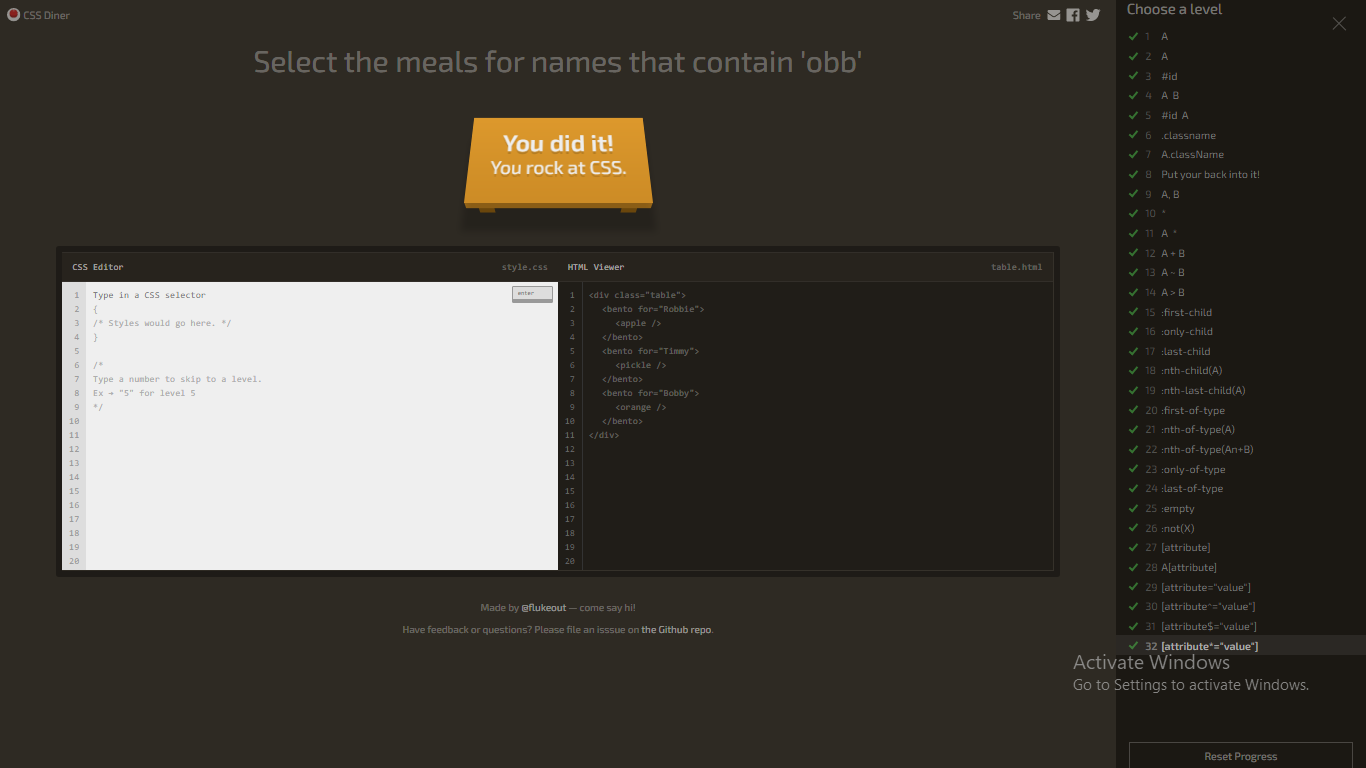 CSS Diner
Share
Select the meals for names that contain 'obb'
You did it!
You rock at CSS.
CSS Editor
style.css
HTML Viewer
table.html
1 Type in a CSS selector
enter
2 {
3 /* Styles would go here. */
4 }
5
6 /*
7 Type a number to skip to a level.
8 Ex → "5" for level 5
9 */
10
11
12
13
14
15
16
17
18
19
20
1 <div class="table">
2 <bento for="Robbie">
3 <apple />
4 </bento>
5 <bento for="Timmy">
6 <pickle />
7 </bento>
8 <bento for="Bobby">
9 <orange />
10 </bento>
11 </div>
12
13
14
15
16
17
18
19
20
Made by @flukeout — come say hi!
Have feedback or questions? Please file an isssue on the Github repo.
Choose a level
1 A
2 A
3 #id
4 A B
5 #id A
6 .classname
7 A.className
8 Put your back into it!
9 A, B
10 *
11 A *
12 A + B
13 A ~ B
14 A > B
15 :first-child
16 :only-child
17 :last-child
18 :nth-child(A)
19 :nth-last-child(A)
20 :first-of-type
21 :nth-of-type(A)
22 :nth-of-type(An+B)
23 :only-of-type
24 :last-of-type
25 :empty
26 :not(X)
27 [attribute]
28 A[attribute]
29 [attribute="value"]
30 [attribute^="value"]
31 [attribute$="value"]
32 [attribute*="value"]
Activate Windows
Go to Settings to activate Windows.
Reset Progress